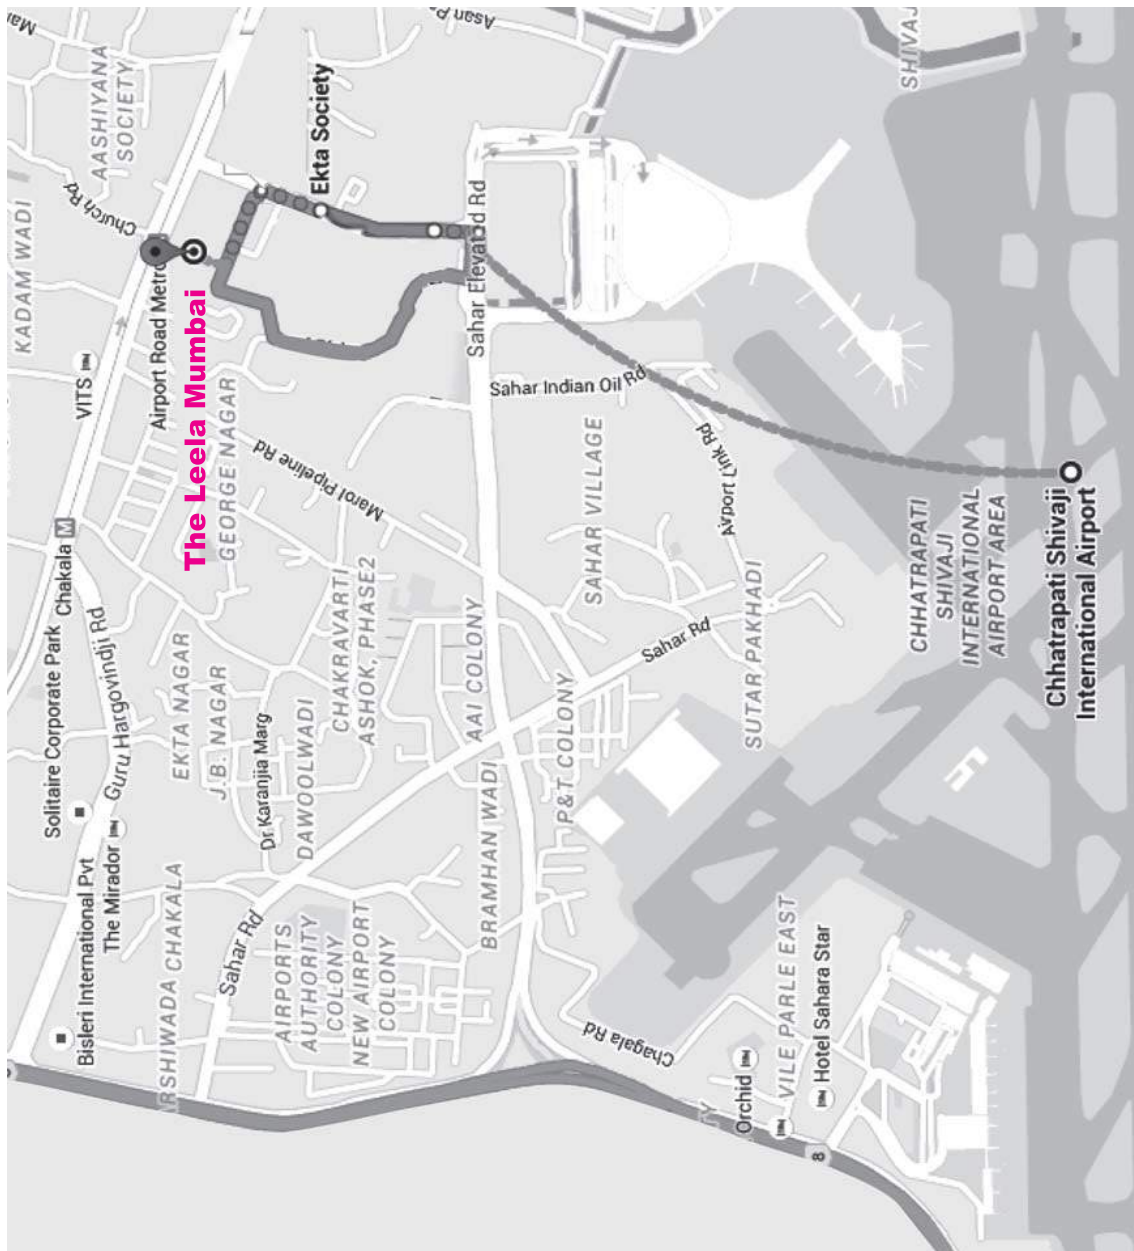 Asan Pa
SHIVAJ
Mar
AASHIYANA
SOCIETY
Church Rd
KADAM WADI
Ekta Society
Sahar Elevated Rd
Airport Road Metro
The Leela Mumbai
VITS
GEORGE NAGAR
Marol Pipeline Rd
Sahar Indian Oil Rd
SAHAR VILLAGE
Airport Link Rd
CHHATRAPATI
SHIVAJI
INTERNATIONAL
AIRPORT AREA
Chhatrapati Shivaji
International Airport
M
Chakala
Solitaire Corporate Park
Guru Hargovindji Rd
EKTA NAGAR
J.B. NAGAR
Dr Karanjia Marg
DAWOOLWADI
CHAKRAVARTI
ASHOK, PHASE2
AAI COLONY
Sahar Rd
SUTAR PAKHADI
P&T COLONY
BRAMHAN WADI
Bisleri International Pvt
The Mirador
RSHIWADA CHAKALA
Sahar Rd
AIRPORTS
AUTHORITY
COLONY
NEW AIRPORT
COLONY
Chagala Rd
Orchid
VILE PARLE EAST
Hotel Sahara Star
8